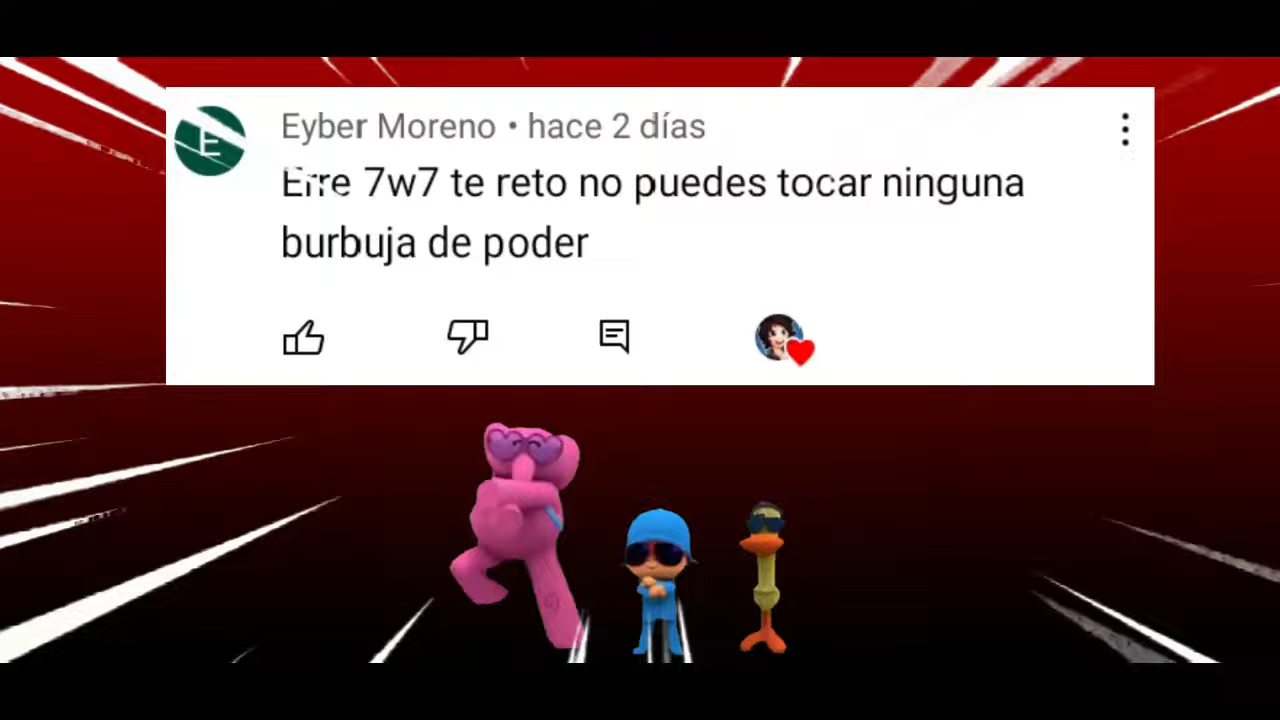 E
Eyber Moreno • hace 2 días
Erre 7w7 te reto no puedes tocar ninguna
burbuja de poder